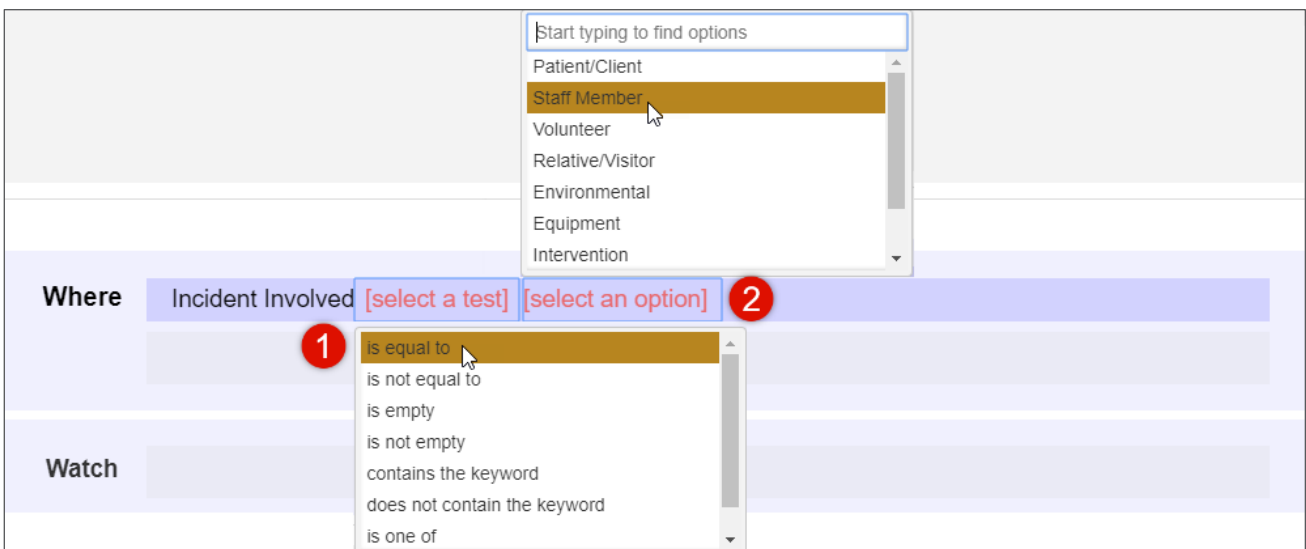 Start typing to find options
Patient/Client
Staff Member
Volunteer
Relative/Visitor
Environmental
Equipment
Intervention
Where Incident Involved [select a test] [select an option] 2
1
is equal to
is not equal to
is empty
is not empty
contains the keyword
does not contain the keyword
is one of
Watch